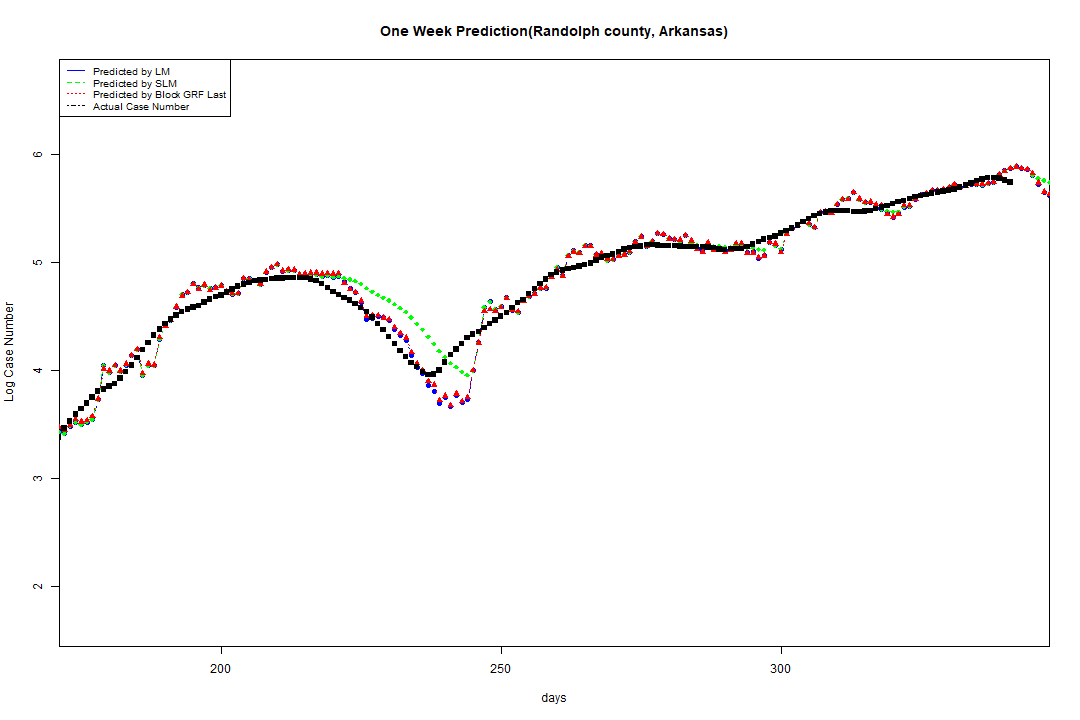 One Week Prediction(Randolph county, Arkansas)
Predicted by LM
Predicted by SLM
Predicted by Block GRF Last
Actual Case Number
6
5
4
3
2
Log Case Number
200 250 300
days